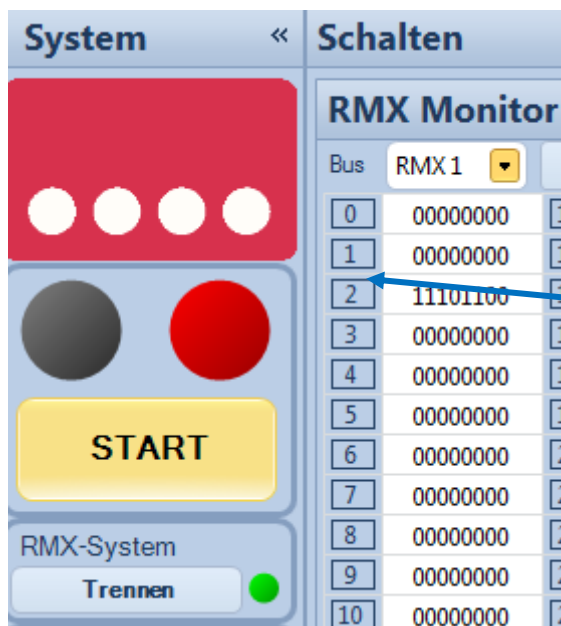 System «
Schalten
RMX Monitor
Bus RMX 1
0 00000000
1 00000000
2 11101100
3 00000000
4 00000000
5 00000000
6 00000000
7 00000000
8 00000000
9 00000000
10 00000000
START
RMX-System
Trennen